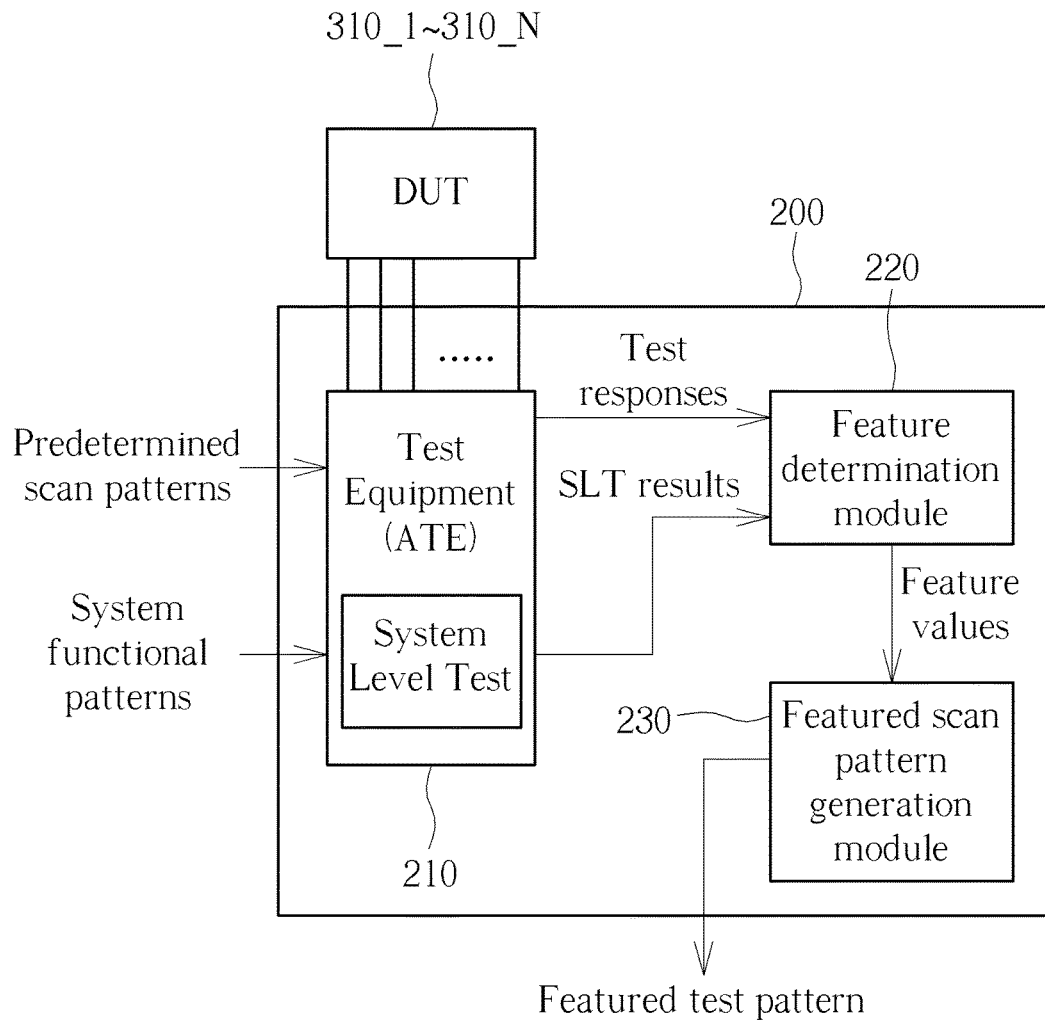 310_1~310_N
DUT
200
220
.....
Test
responses
Predetermined
scan patterns
Test
Equipment
(ATE)
SLT results
Feature
determination
module
System
functional
patterns
System
Level Test
Feature
values
230
Featured scan
pattern
generation
module
210
Featured test pattern